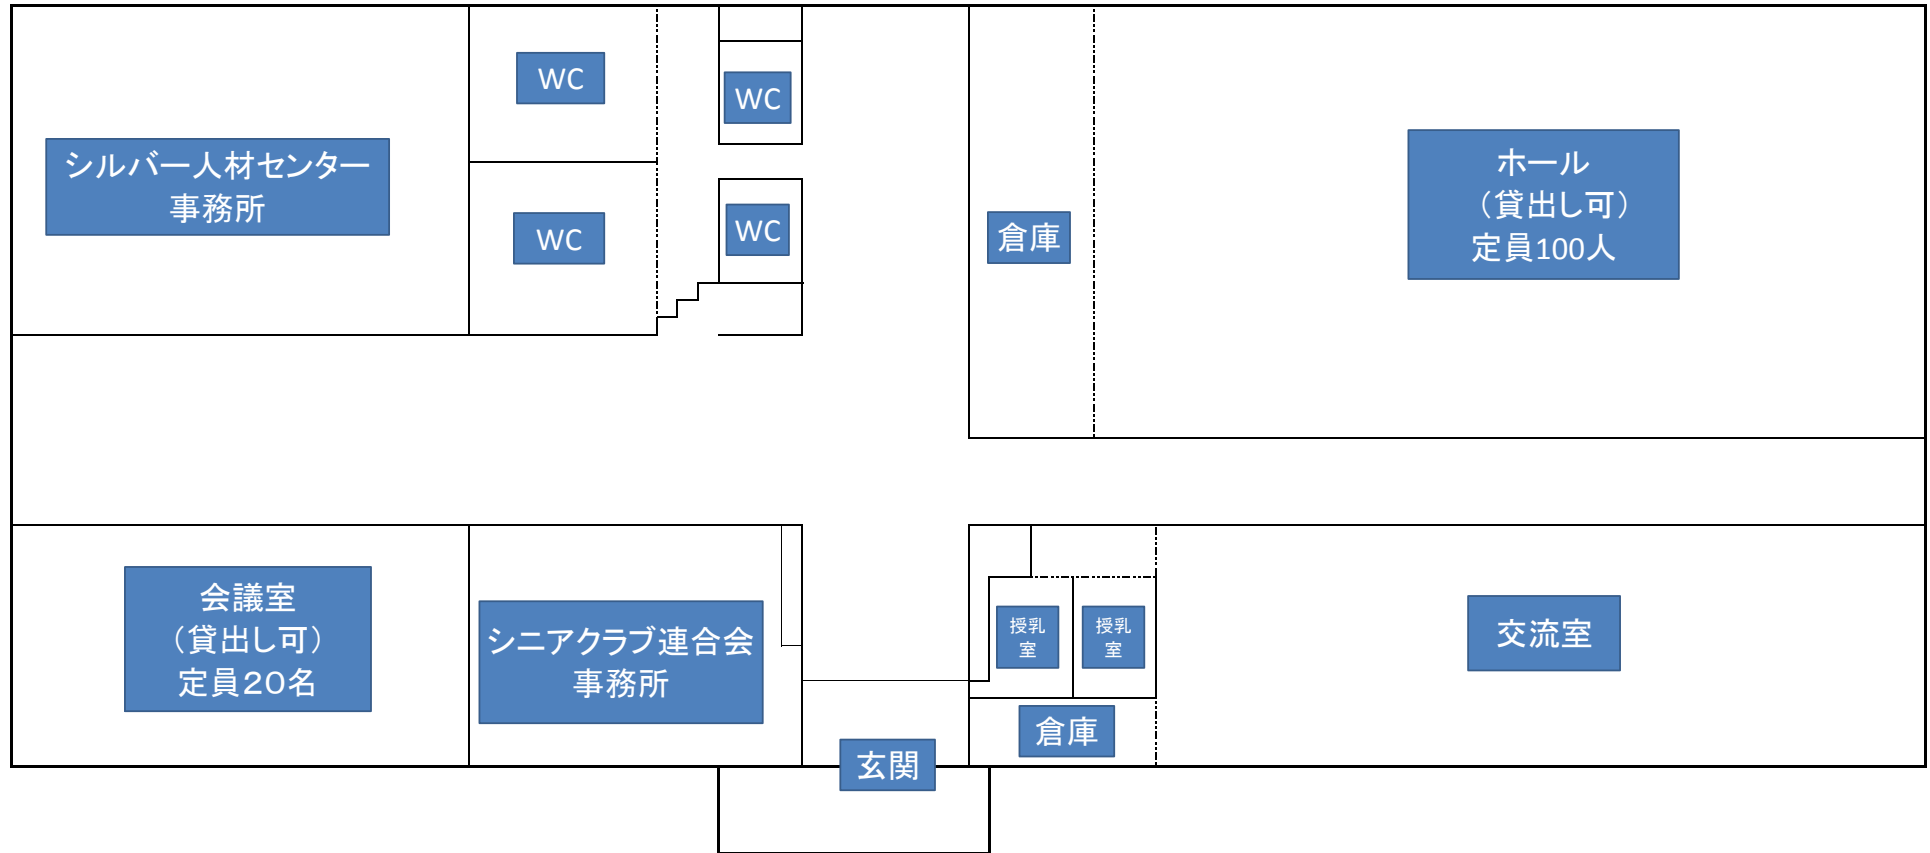 WC
WC
シルバー人材センター
事務所
ホール
（貸出し可）
定員100人
WC
WC
倉庫
会議室
（貸出し可）
定員２０名
シニアクラブ連合会
事務所
授乳
室
授乳
室
交流室
倉庫
玄関